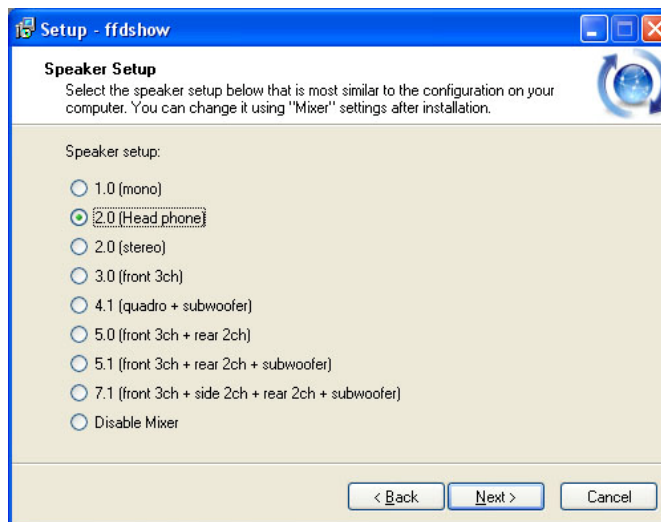 Setup - ffdshow
Speaker Setup
Select the speaker setup below that is most similar to the configuration on your
computer. You can change it using "Mixer" settings after installation.
Speaker setup:
1.0 (mono)
2.0 (Head phone)
2.0 (stereo)
3.0 (front 3ch)
4.1 (quadro + subwoofer)
5.0 (front 3ch + rear 2ch)
5.1 (front 3ch + rear 2ch + subwoofer)
7.1 (front 3ch + side 2ch + rear 2ch + subwoofer)
Disable Mixer
< Back Next > Cancel